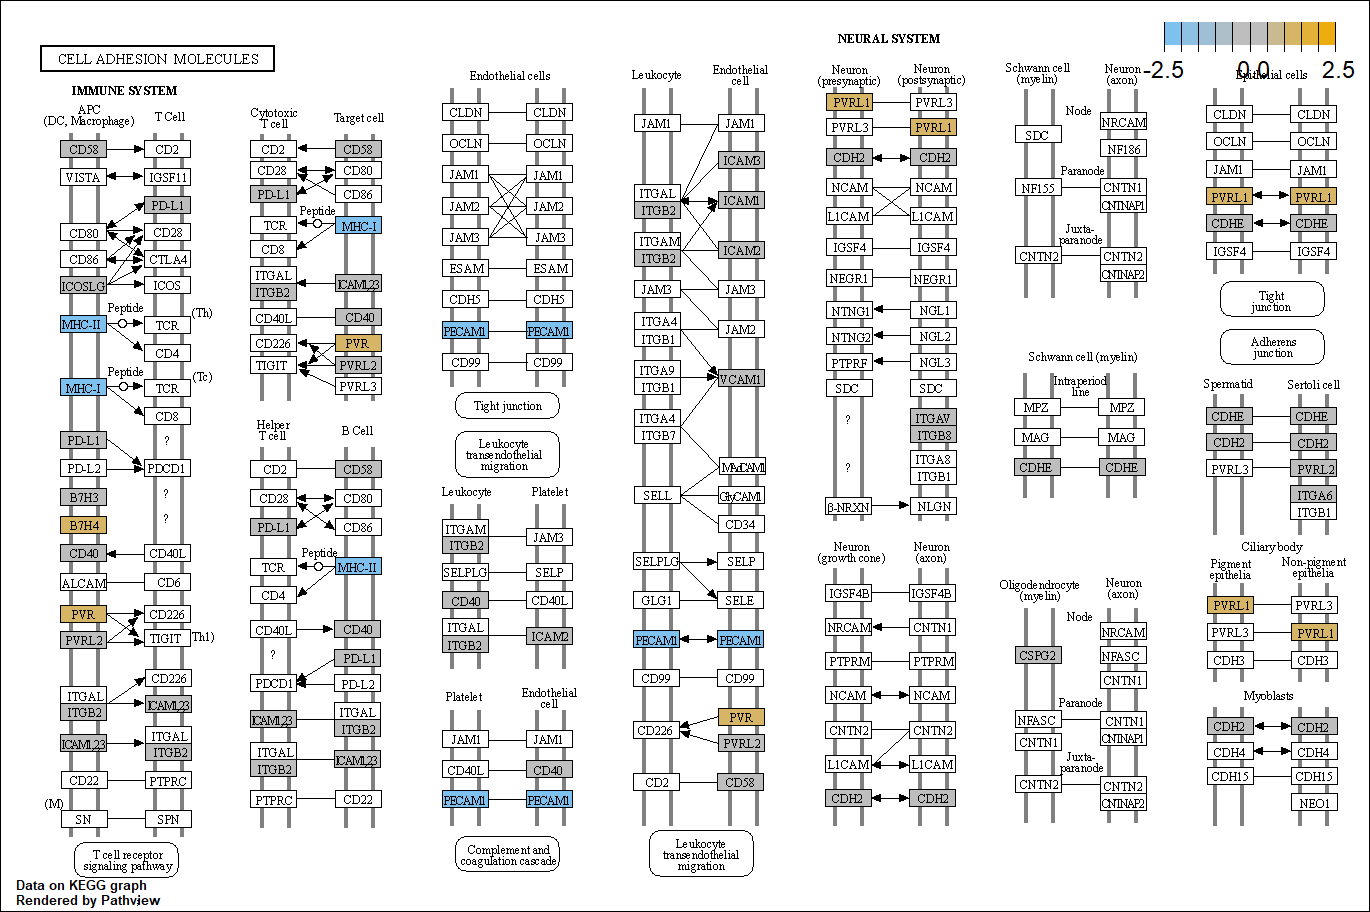 CELL ADHESION MOLECULES
-2.5
0.0
2.5
IMMUNE SYSTEM
APC
(DC, Macrophage)
T Cell
CD58
CD2
VISTA
IGSF11
PD-L1
CD80
CD28
CD86
CTLA4
ICOSLG
ICOS
Peptide
(Th)
MHC-II
TCR
CD4
Peptide
(Tc)
MHC-I
TCR
CD8
PD-L1
?
PD-L2
PDCD1
B7H3
?
B7H4
?
CD40
CD40L
ALCAM
CD6
PVR
CD226
PVRL2
TIGIT
Th1)
CD226
ITGAL
ITGB2
ICAM1,23
ITGAL
ICAM1,23
ITGB2
CD22
PTPRC
(M)
SN
SPN
T cell receptor
signaling pathway
Data on KEGG graph
Rendered by Pathview
Cytotoxic
T cell
Target cell
CD2
CD58
CD28
CD80
PD-L1
CD86
Peptide
TCR
MHC-I
CD8
ITGAL
ITGB2
ICAM1,23
CD40L
CD40
CD226
PVR
TIGIT
PVRL2
PVRL3
Helper
T cell
B Cell
CD2
CD58
CD28
CD80
PD-L1
CD86
Peptide
TCR
MHC-II
CD4
CD40L
CD40
?
PD-L1
PDCD1
PD-L2
ICAM1,23
ITGAL
ITGB2
ITGAL
ITGB2
ICAM1,23
PTPRC
CD22
Endothelial cells
CLDN
CLDN
OCLN
OCLN
JAM1
JAM1
JAM2
JAM2
JAM3
JAM3
ESAM
ESAM
CDH5
CDH5
PECAM1
PECAM1
CD99
CD99
Tight junction
Leukocyte
transendothelial
migration
Leukocyte
Platelet
ITGAM
ITGB2
JAM3
SELPLG
SELP
CD40
CD40L
ITGAL
ITGB2
ICAM2
Platelet
Endothelial
cell
JAM1
JAM1
CD40L
CD40
PECAM1
PECAM1
Complement and
coagulation cascade
Leukocyte
Endothelial
cell
JAM1
JAM1
ICAM3
ITGAL
ITGB2
ICAM1
ITGAM
ITGB2
ICAM2
JAM3
JAM3
ITGA4
ITGB1
JAM2
ITGA9
ITGB1
VCAM1
ITGA4
ITGB7
MAdCAM1
SELL
GlyCAM1
CD34
SELPLG
SELP
GLG1
SELE
PECAM1
PECAM1
CD99
CD99
CD226
PVR
PVRL2
CD2
CD58
Leukocyte
transendothelial
migration
NEURAL SYSTEM
Neuron
(presynaptic)
Neuron
(postsynaptic)
PVRL1
PVRL3
PVRL3
PVRL1
CDH2
CDH2
NCAM
NCAM
L1CAM
L1CAM
IGSF4
IGSF4
NEGR1
NEGR1
NTNG1
NGL1
NTNG2
NGL2
PTPRF
NGL3
SDC
SDC
?
ITGAV
ITGB8
?
ITGA8
ITGB1
β-NRXN
NLGN
Neuron
(growth cone)
Neuron
(axon)
IGSF4B
IGSF4B
NRCAM
CNTN1
PTPRM
PTPRM
NCAM
NCAM
CNTN2
CNTN2
L1CAM
L1CAM
CDH2
CDH2
Schwann cell
(myelin)
Neuron
(axon)
Node
NRCAM
SDC
NF186
Paranode
NF155
CNTN1
CNTNAP1
Juxta-
paranode
CNTN2
CNTN2
CNTNAP2
Schwann cell (myelin)
Intraperiod
line
MPZ
MPZ
MAG
MAG
CDHE
CDHE
Oligodendrocyte
(myelin)
Neuron
(axon)
Node
NRCAM
CSPG2
NFASC
CNTN1
Paranode
NFASC
CNTN1
CNTN1
CNTNAP1
Juxta-
paranode
CNTN2
CNTN2
CNTNAP2
Epithelial cells
CLDN
CLDN
OCLN
OCLN
JAM1
JAM1
PVRL1
PVRL1
CDHE
CDHE
IGSF4
IGSF4
Tight
junction
Adherens
junction
Spermatid
Sertoli cell
CDHE
CDHE
CDH2
CDH2
PVRL3
PVRL2
ITGA6
ITGB1
Ciliary body
Pigment
epithelia
Non-pigment
epithelia
PVRL1
PVRL3
PVRL3
PVRL1
CDH3
CDH3
Myoblasts
CDH2
CDH2
CDH4
CDH4
CDH15
CDH15
NEO1